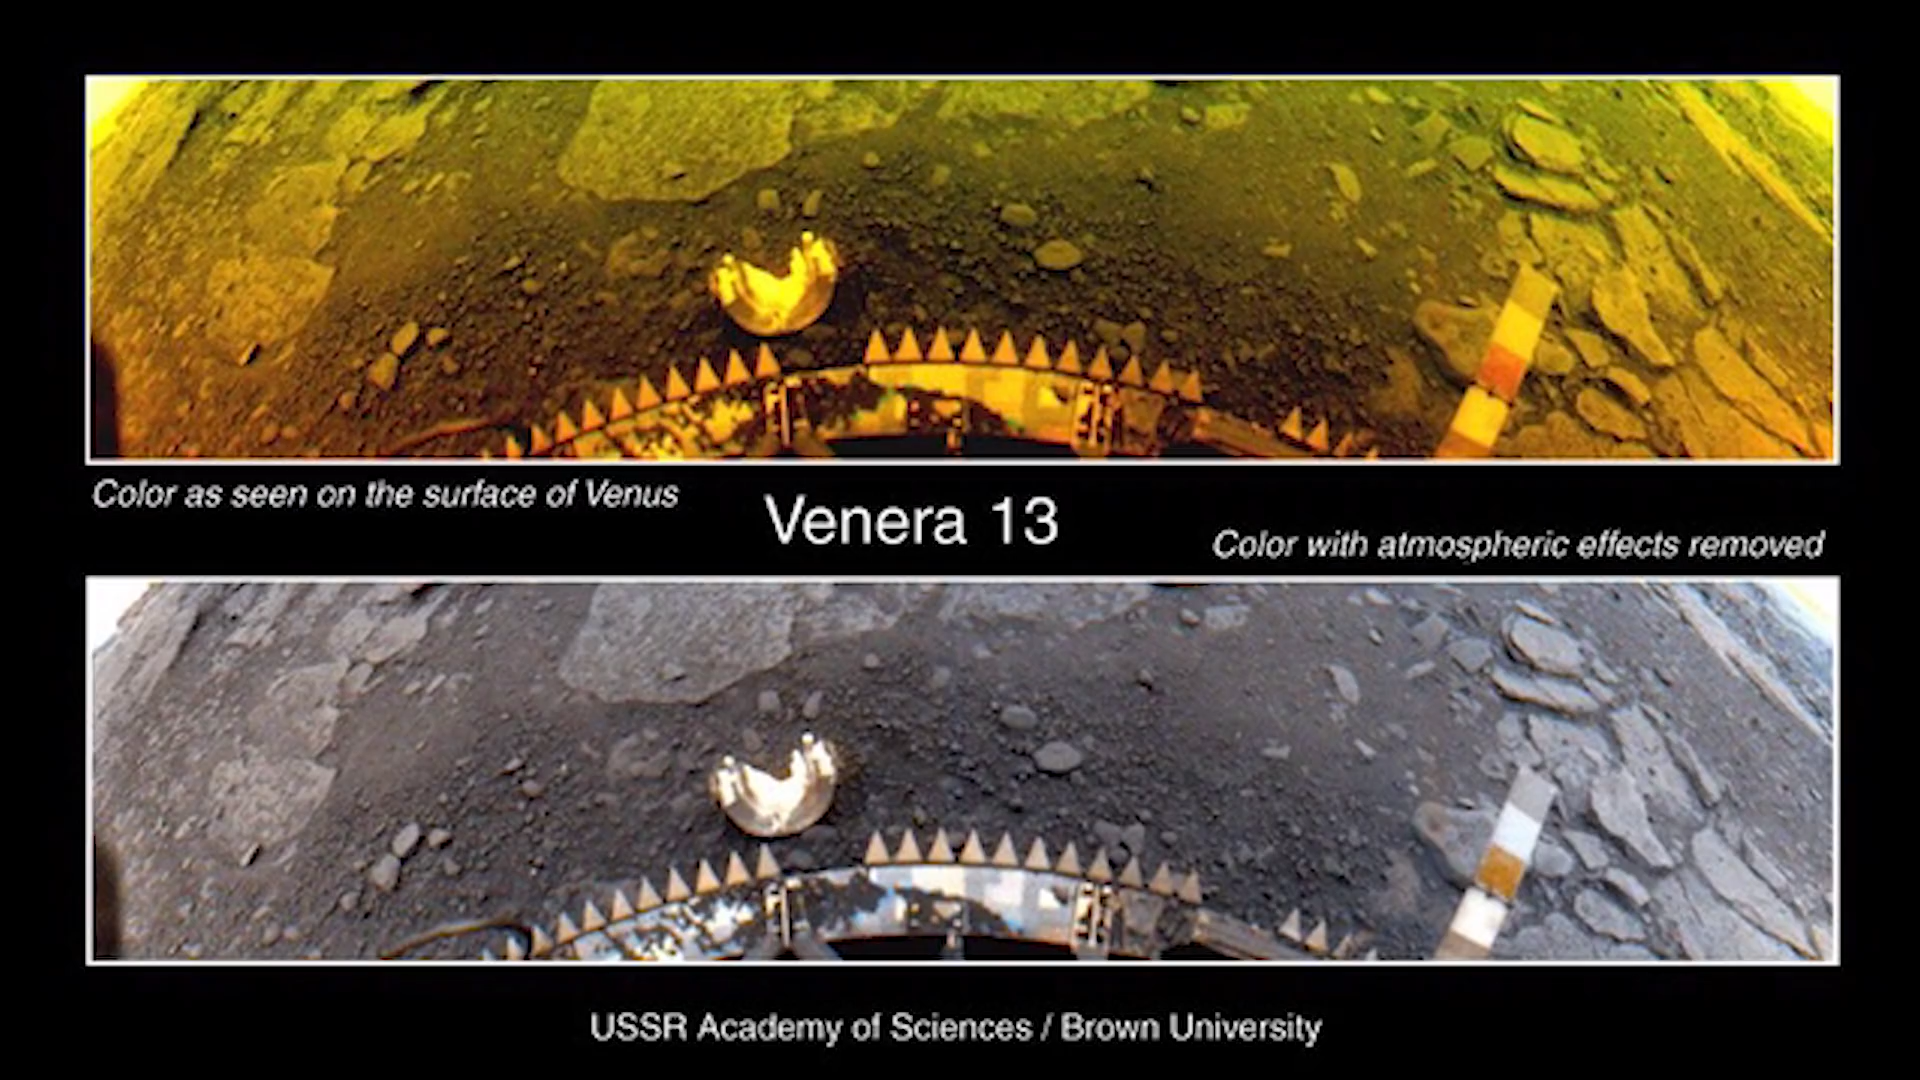 Color as seen on the surface of Venus
Venera 13
Color with atmospheric effects removed
USSR Academy of Sciences / Brown University